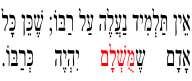 אֵין תַּלְמִיד נַעֲלֶה עַל רַבּוֹ; שֶׁכֵּן כָּל
אָדָם שֶׁמֻּשְׁלָם יִהְיֶה כְּרַבּוֹ.